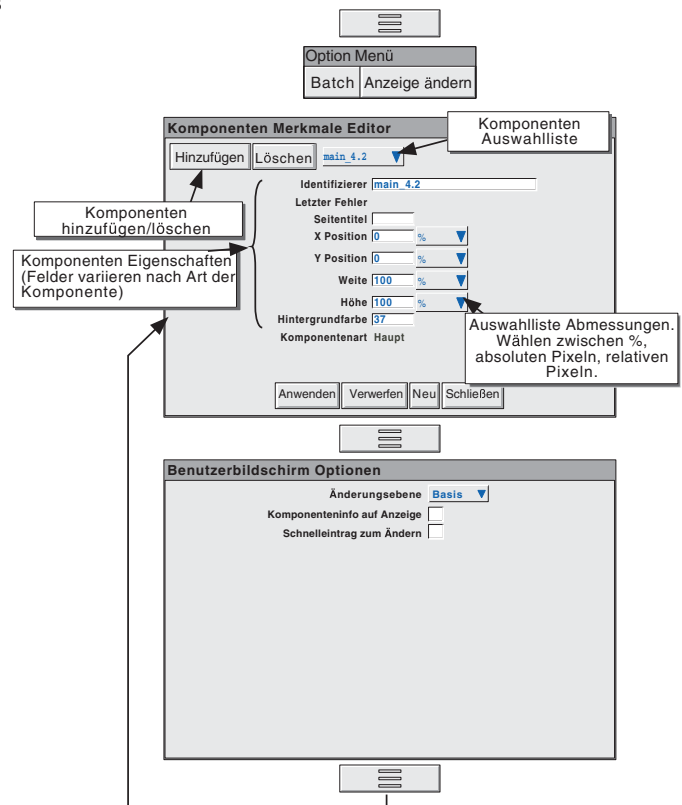 Option Menü
Batch Anzeige ändern
Komponenten Merkmale Editor
Komponenten
Auswahlliste
Hinzufügen Löschen main_4.2
Identifizierer main_4.2
Letzter Fehler
Seitentitel
X Position 0 %
Y Position 0 %
Weite 100 %
Höhe 100 %
Hintergrundfarbe 37
Komponentenart Haupt
Komponenten
hinzufügen/löschen
Komponenten Eigenschaften
(Felder variieren nach Art der
Komponente)
Auswahlliste Abmessungen.
Wählen zwischen %,
absoluten Pixeln, relativen
Pixeln.
Anwenden Verwerfen Neu Schließen
Benutzerbildschirm Optionen
Änderungsebene Basis
Komponenteninfo auf Anzeige
Schnelleintrag zum Ändern